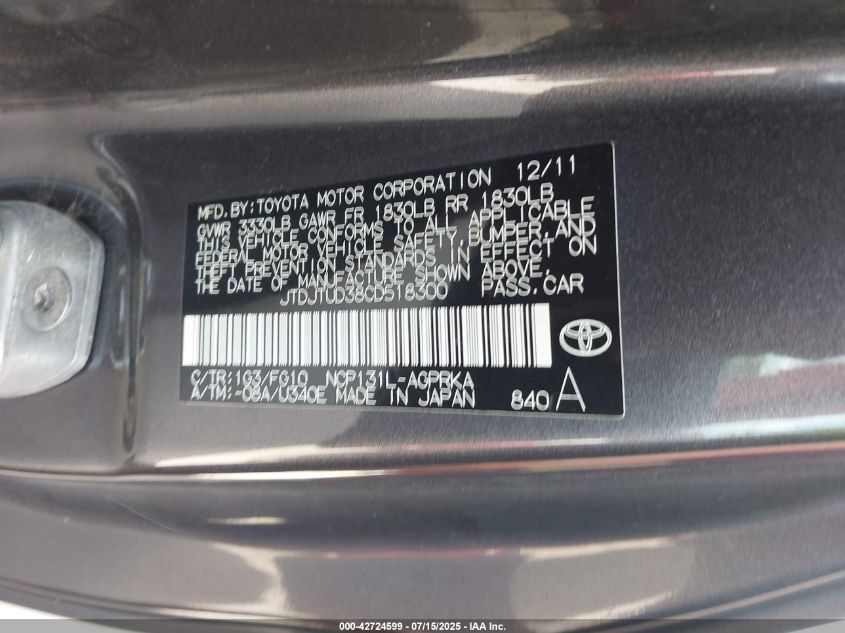 MFD.BY:TOYOTA MOTOR CORPORATION 12/11
GVWR 3330LB GAWR FR 1830LB RR 1830LB
THIS VEHICLE CONFORMS TO ALL APPLICABLE
FEDERAL MOTOR VEHICLE SAFETY,BUMPER,AND
THEFT PREVENTION STANDARDS IN EFFECT ON
THE DATE OF MANUFACTURE SHOWN ABOVE.
JTDJTUD38CD518300 PASS.CAR
C/TR:1G3/FG10 NCP131L-AGPRKA
A/TM:-08A/U340E MADE IN JAPAN 840 A
000-42724599 - 07/15/2025 - IAA Inc.